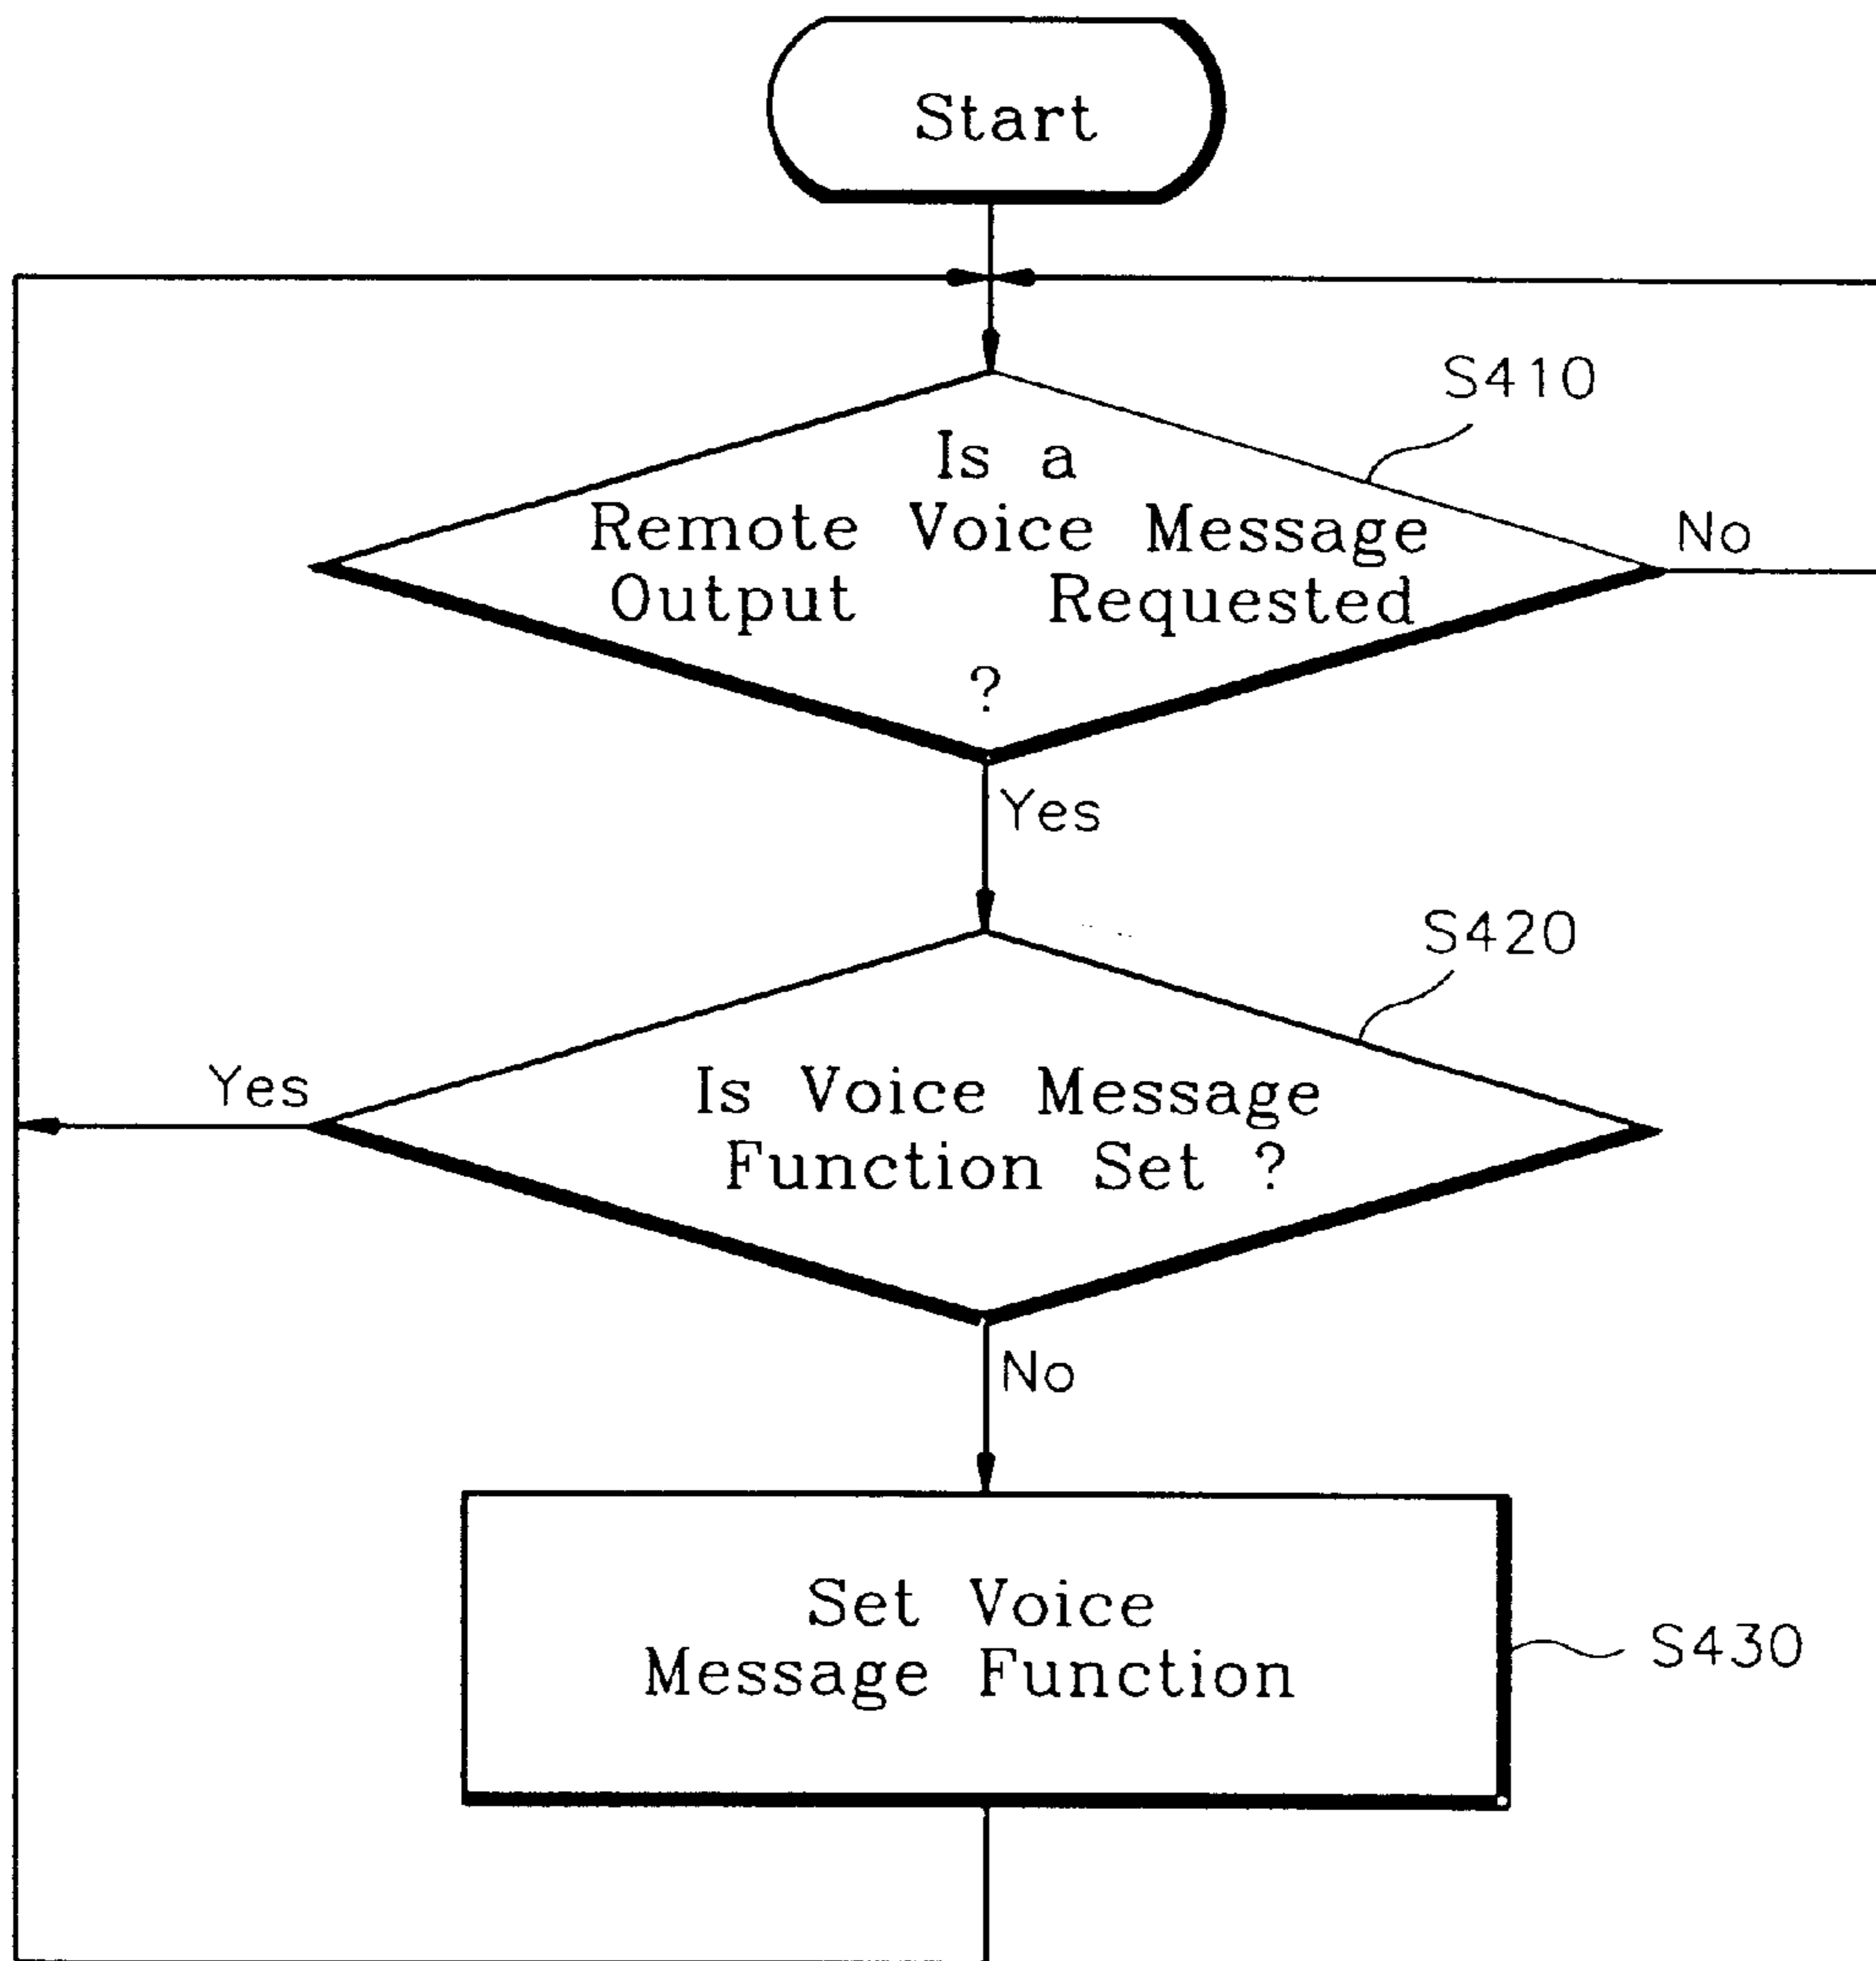 Start
S410
Is a
Remote Voice Message
Output Requested
?
No
Yes
S420
Is Voice Message
Function Set ?
Yes
No
Set Voice
Message Function
S430